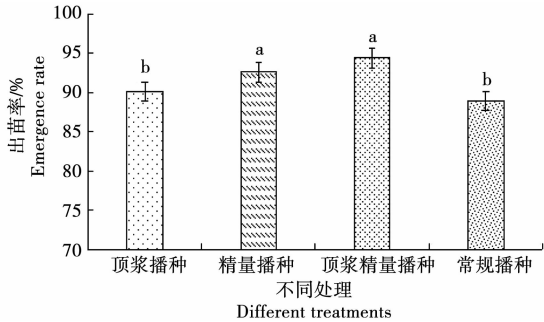 出苗率/%
Emergence rate
100
95
90
85
80
75
70
b
a
a
b
顶浆播种
精量播种
顶浆精量播种
常规播种
不同处理
Different treatments